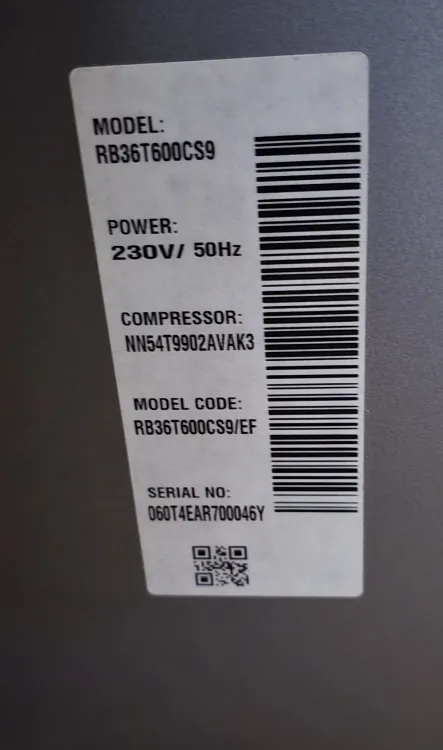 MODEL:
RB36T600CS9
POWER:
230V/ 50Hz
COMPRESSOR:
NN54T9902AVAK3
MODEL CODE:
RB36T600CS9/EF
SERIAL NO:
060T4EAR700046Y